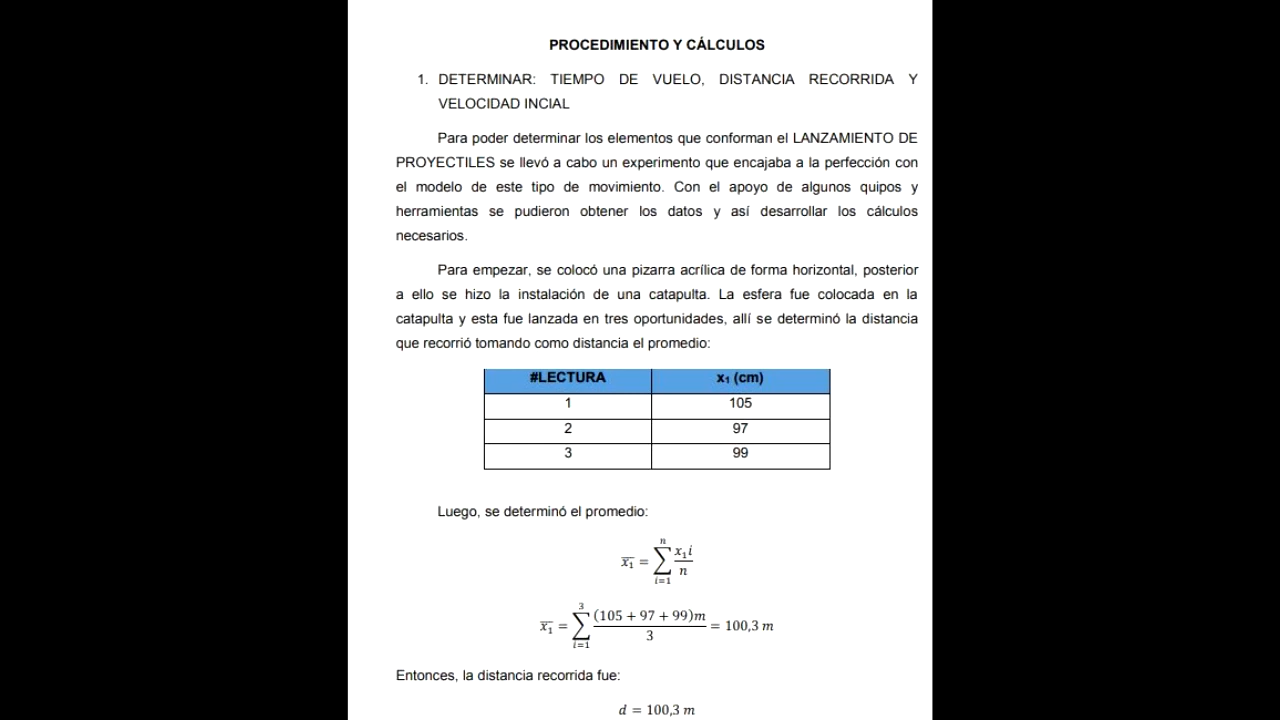 PROCEDIMIENTO Y CÁLCULOS
1. DETERMINAR: TIEMPO DE VUELO, DISTANCIA RECORRIDA Y
VELOCIDAD INCIAL
Para poder determinar los elementos que conforman el LANZAMIENTO DE
PROYECTILES se llevó a cabo un experimento que encajaba a la perfección con
el modelo de este tipo de movimiento. Con el apoyo de algunos quipos y
herramientas se pudieron obtener los datos y así desarrollar los cálculos
necesarios.
Para empezar, se colocó una pizarra acrílica de forma horizontal, posterior
a ello se hizo la instalación de una catapulta. La esfera fue colocada en la
catapulta y esta fue lanzada en tres oportunidades, allí se determinó la distancia
que recorrió tomando como distancia el promedio:
#LECTURA x₁ (cm)
1 105
2 97
3 99
Luego, se determinó el promedio:
x̅₁ = ∑ᵢ₌₁ⁿ x₁i / n
x̅₁ = ∑ᵢ₌₁³ (105 + 97 + 99)m / 3 = 100,3 m
Entonces, la distancia recorrida fue:
d = 100,3 m